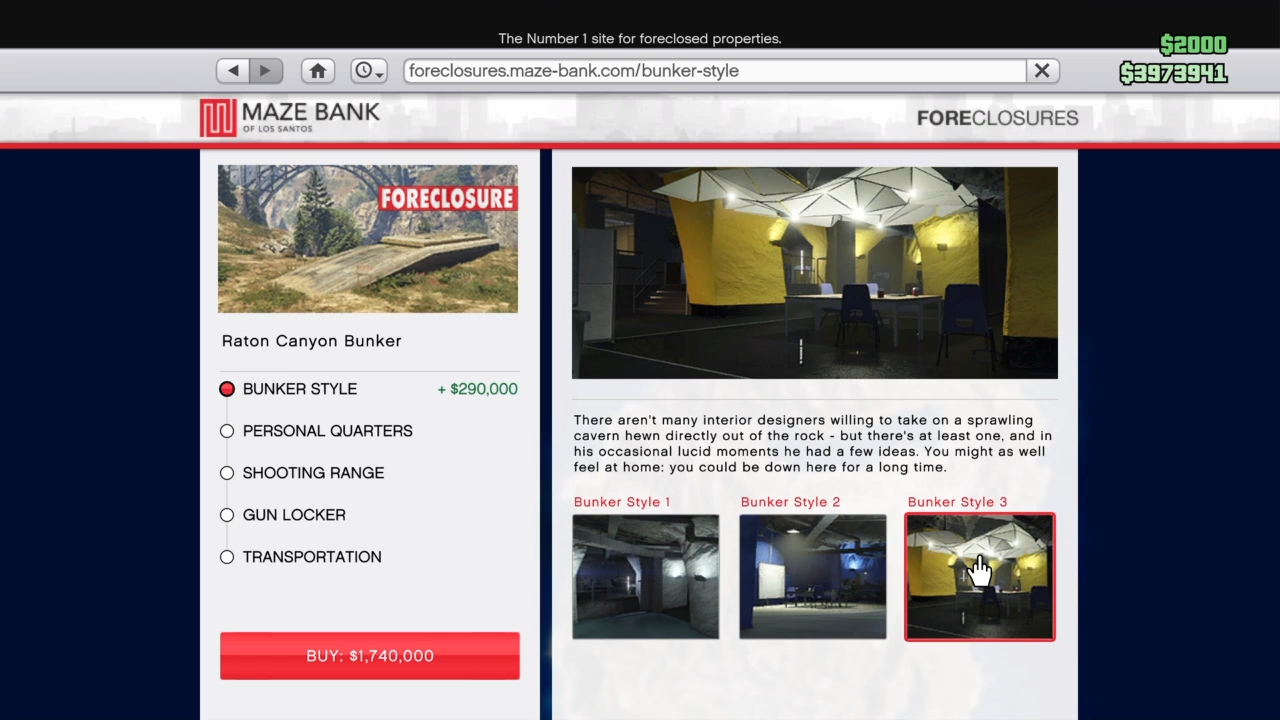 The Number 1 site for foreclosed properties.
$2000
$3973941
foreclosures.maze-bank.com/bunker-style
MAZE BANK
OF LOS SANTOS
FORECLOSURES
FORECLOSURE
Raton Canyon Bunker
BUNKER STYLE + $290,000
PERSONAL QUARTERS
SHOOTING RANGE
GUN LOCKER
TRANSPORTATION
BUY: $1,740,000
There aren't many interior designers willing to take on a sprawling
cavern hewn directly out of the rock - but there's at least one, and in
his occasional lucid moments he had a few ideas. You might as well
feel at home: you could be down here for a long time.
Bunker Style 1
Bunker Style 2
Bunker Style 3